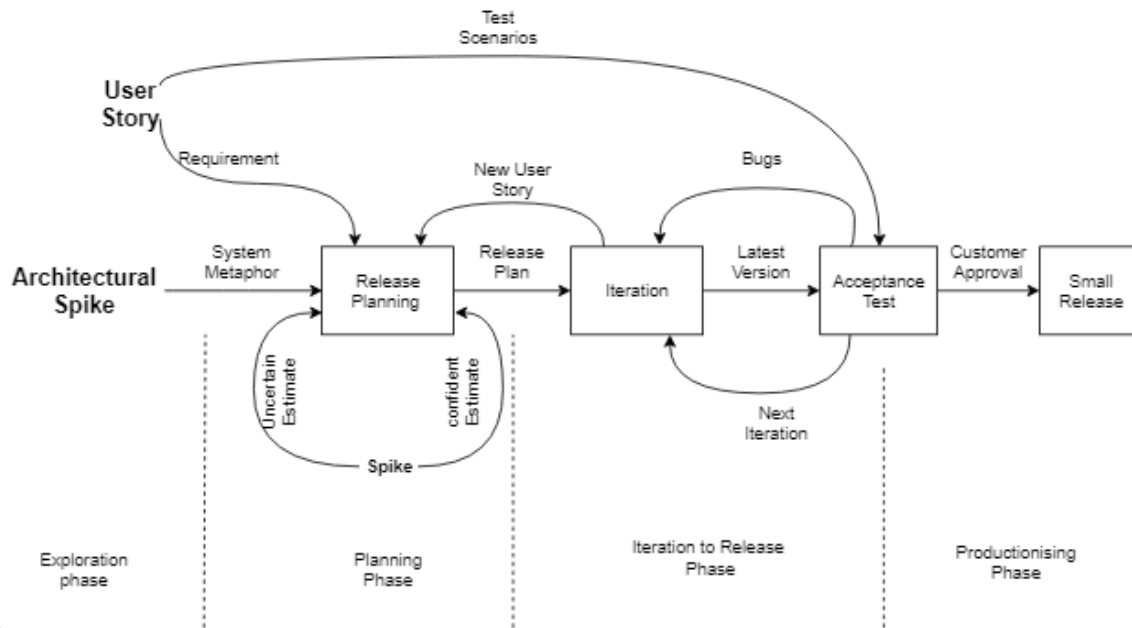 Test
Scenarios
User
Story
Requirement
New User
Story
Bugs
Architectural
Spike
System
Metaphor
Release
Planning
Release
Plan
Iteration
Latest
Version
Acceptance
Test
Customer
Approval
Small
Release
Uncertain
Estimate
confident
Estimate
Spike
Next
Iteration
Exploration
phase
Planning
Phase
Iteration to Release
Phase
Productionising
Phase